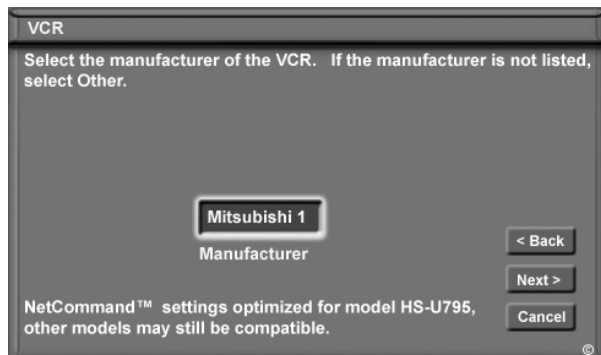 VCR
Select the manufacturer of the VCR. If the manufacturer is not listed,
select Other.
Mitsubishi 1
Manufacturer
< Back
Next >
NetCommand™ settings optimized for model HS-U795,
other models may still be compatible.
Cancel
©